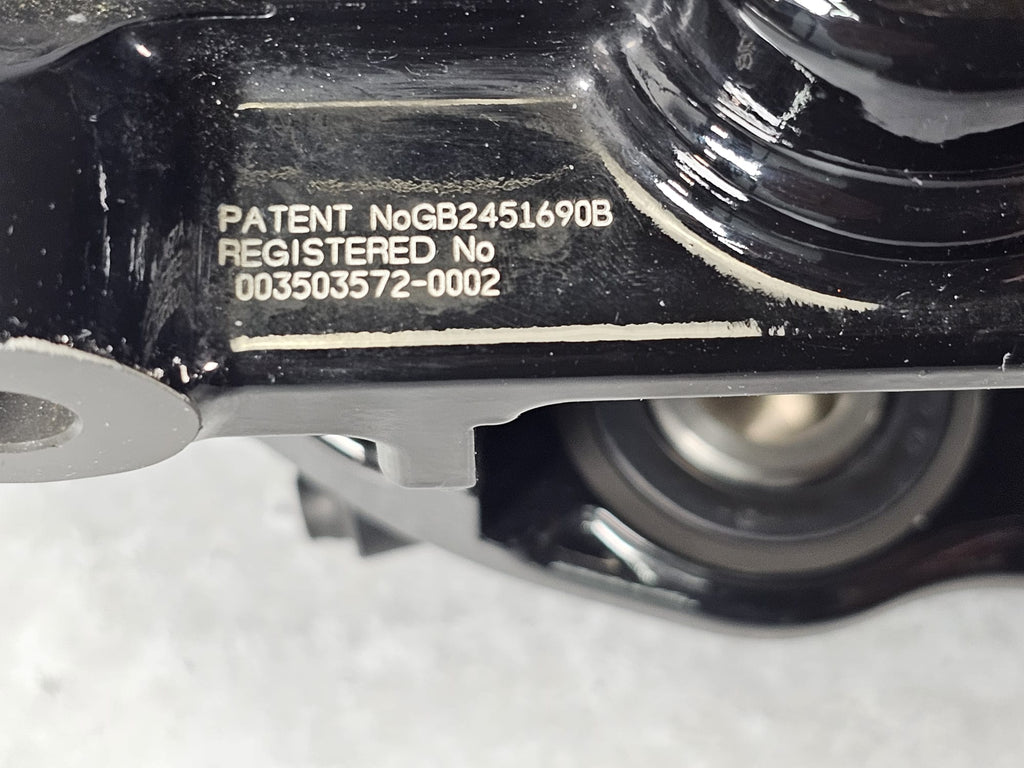 PATENT NoGB2451690B
REGISTERED No
003503572-0002